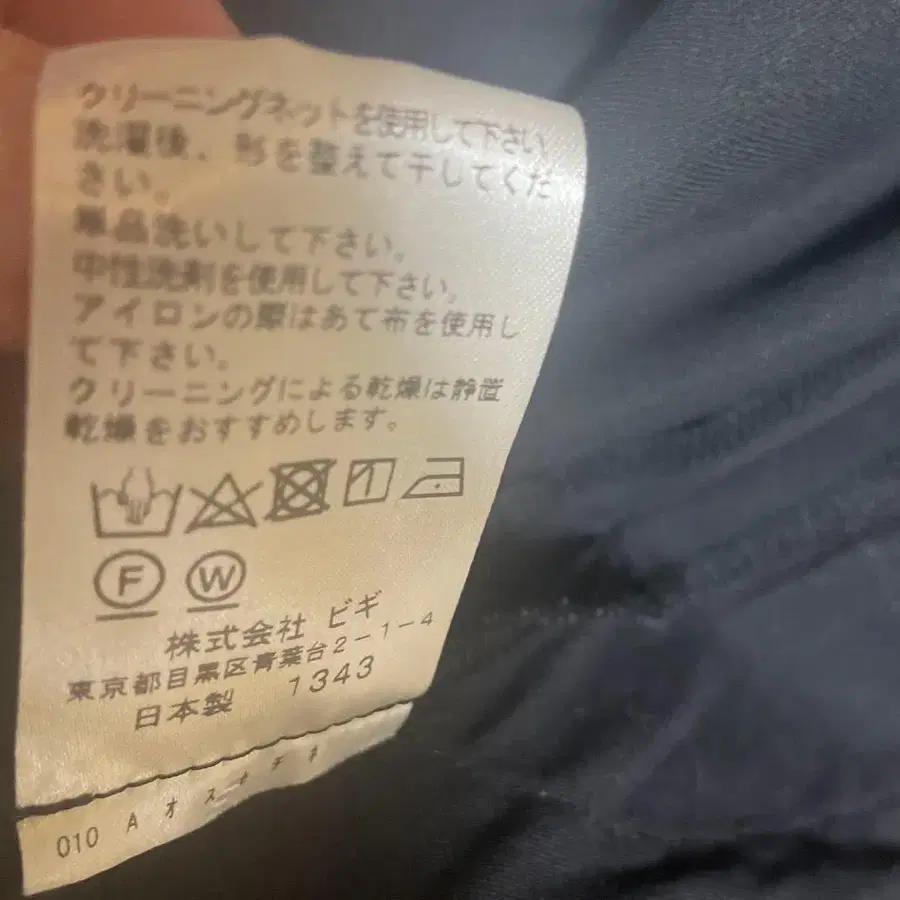 クリーニングネットを使用して下さい。
洗濯後、形を整えて干してくだ
さい。
単品洗いして下さい。
中性洗剤を使用して下さい。
アイロンの際はあて布を使用し
て下さい。
クリーニングによる乾燥は静置
乾燥をおすすめします。
F W
株式会社 ビギ
東京都目黒区青葉台2-1-4
日本製 1343
010 A オ ス キ チ ネ